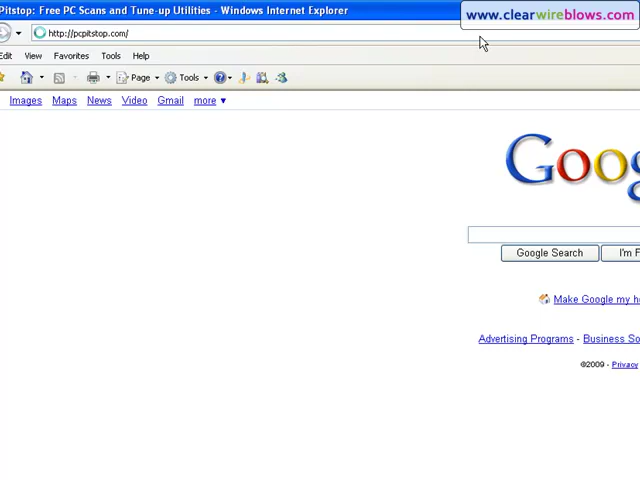 Pitstop: Free PC Scans and Tune-up Utilities - Windows Internet Explorer
www.clearwireblows.com
http://pcpitstop.com/
Edit View Favorites Tools Help
Page Tools
Images Maps News Video Gmail more ▼
Goog
Google Search I'm F
Make Google my h
Advertising Programs - Business So
©2009 - Privacy